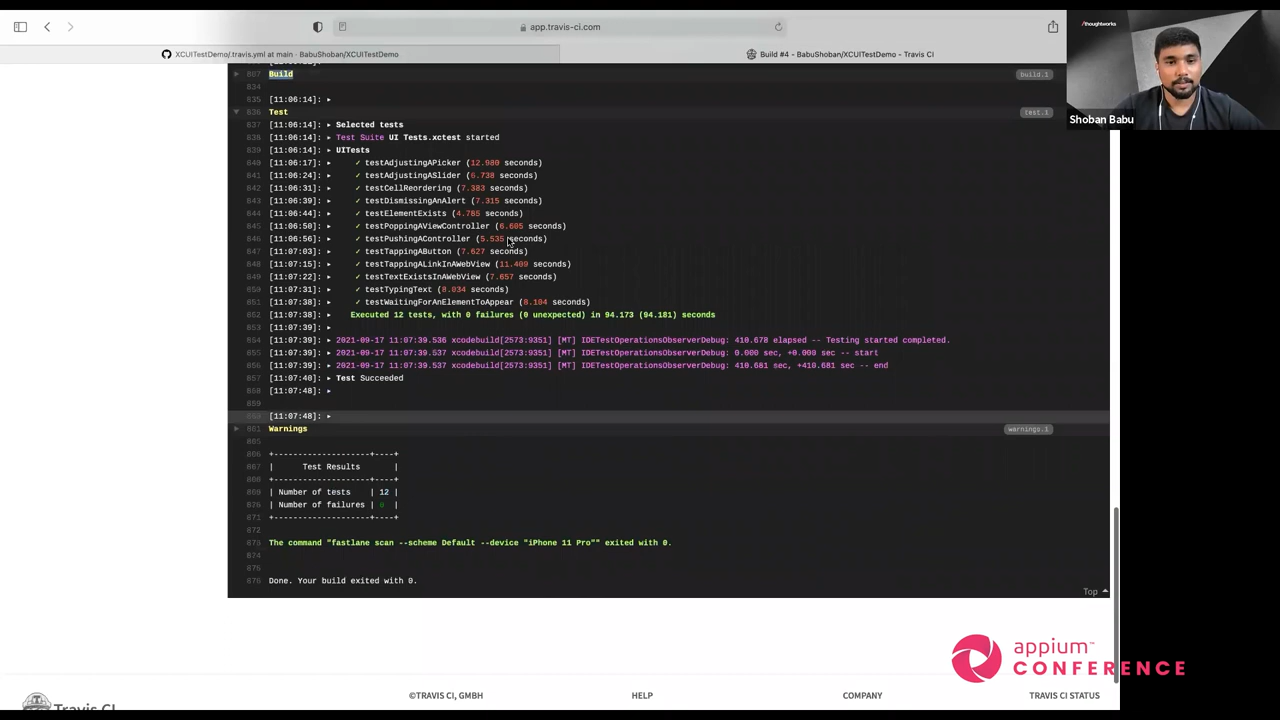 app.travis-ci.com
XCUITestDemo/.travis.yml at main · BabuShoban/XCUITestDemo
Build #4 - BabuShoban/XCUITestDemo - Travis CI
/thoughtworks
Shoban Babu
807 Build build.1
834
835 [11:06:14]: ▸
836 Test test.1
837 [11:06:14]: ▸ Selected tests
838 [11:06:14]: ▸ Test Suite UI Tests.xctest started
839 [11:06:14]: ▸ UITests
840 [11:06:17]: ▸ ✓ testAdjustingAPicker (12.980 seconds)
841 [11:06:24]: ▸ ✓ testAdjustingASlider (6.738 seconds)
842 [11:06:31]: ▸ ✓ testCellReordering (7.383 seconds)
843 [11:06:39]: ▸ ✓ testDismissingAnAlert (7.315 seconds)
844 [11:06:44]: ▸ ✓ testElementExists (4.785 seconds)
845 [11:06:50]: ▸ ✓ testPoppingAViewController (6.605 seconds)
846 [11:06:56]: ▸ ✓ testPushingAController (5.535 seconds)
847 [11:07:03]: ▸ ✓ testTappingAButton (7.627 seconds)
848 [11:07:15]: ▸ ✓ testTappingALinkInAWebView (11.409 seconds)
849 [11:07:22]: ▸ ✓ testTextExistsInAWebView (7.657 seconds)
850 [11:07:31]: ▸ ✓ testTypingText (8.034 seconds)
851 [11:07:38]: ▸ ✓ testWaitingForAnElementToAppear (8.104 seconds)
852 [11:07:38]: ▸ Executed 12 tests, with 0 failures (0 unexpected) in 94.173 (94.181) seconds
853 [11:07:39]: ▸
854 [11:07:39]: ▸ 2021-09-17 11:07:39.536 xcodebuild[2573:9351] [MT] IDETestOperationsObserverDebug: 410.678 elapsed -- Testing started completed.
855 [11:07:39]: ▸ 2021-09-17 11:07:39.537 xcodebuild[2573:9351] [MT] IDETestOperationsObserverDebug: 0.000 sec, +0.000 sec -- start
856 [11:07:39]: ▸ 2021-09-17 11:07:39.537 xcodebuild[2573:9351] [MT] IDETestOperationsObserverDebug: 410.681 sec, +410.681 sec -- end
857 [11:07:40]: ▸ Test Succeeded
858 [11:07:48]: ▸
859
860 [11:07:48]: ▸
861 Warnings warnings.1
865
866 +--------------------+----+
867 | Test Results |
868 +--------------------+----+
869 | Number of tests | 12 |
870 | Number of failures | 0 |
871 +--------------------+----+
872
873 The command "fastlane scan --scheme Default --device "iPhone 11 Pro"" exited with 0.
874
875
876 Done. Your build exited with 0.
Top
appium™
CONFERENCE
©TRAVIS CI, GMBH
HELP
COMPANY
TRAVIS CI STATUS
Travis CI